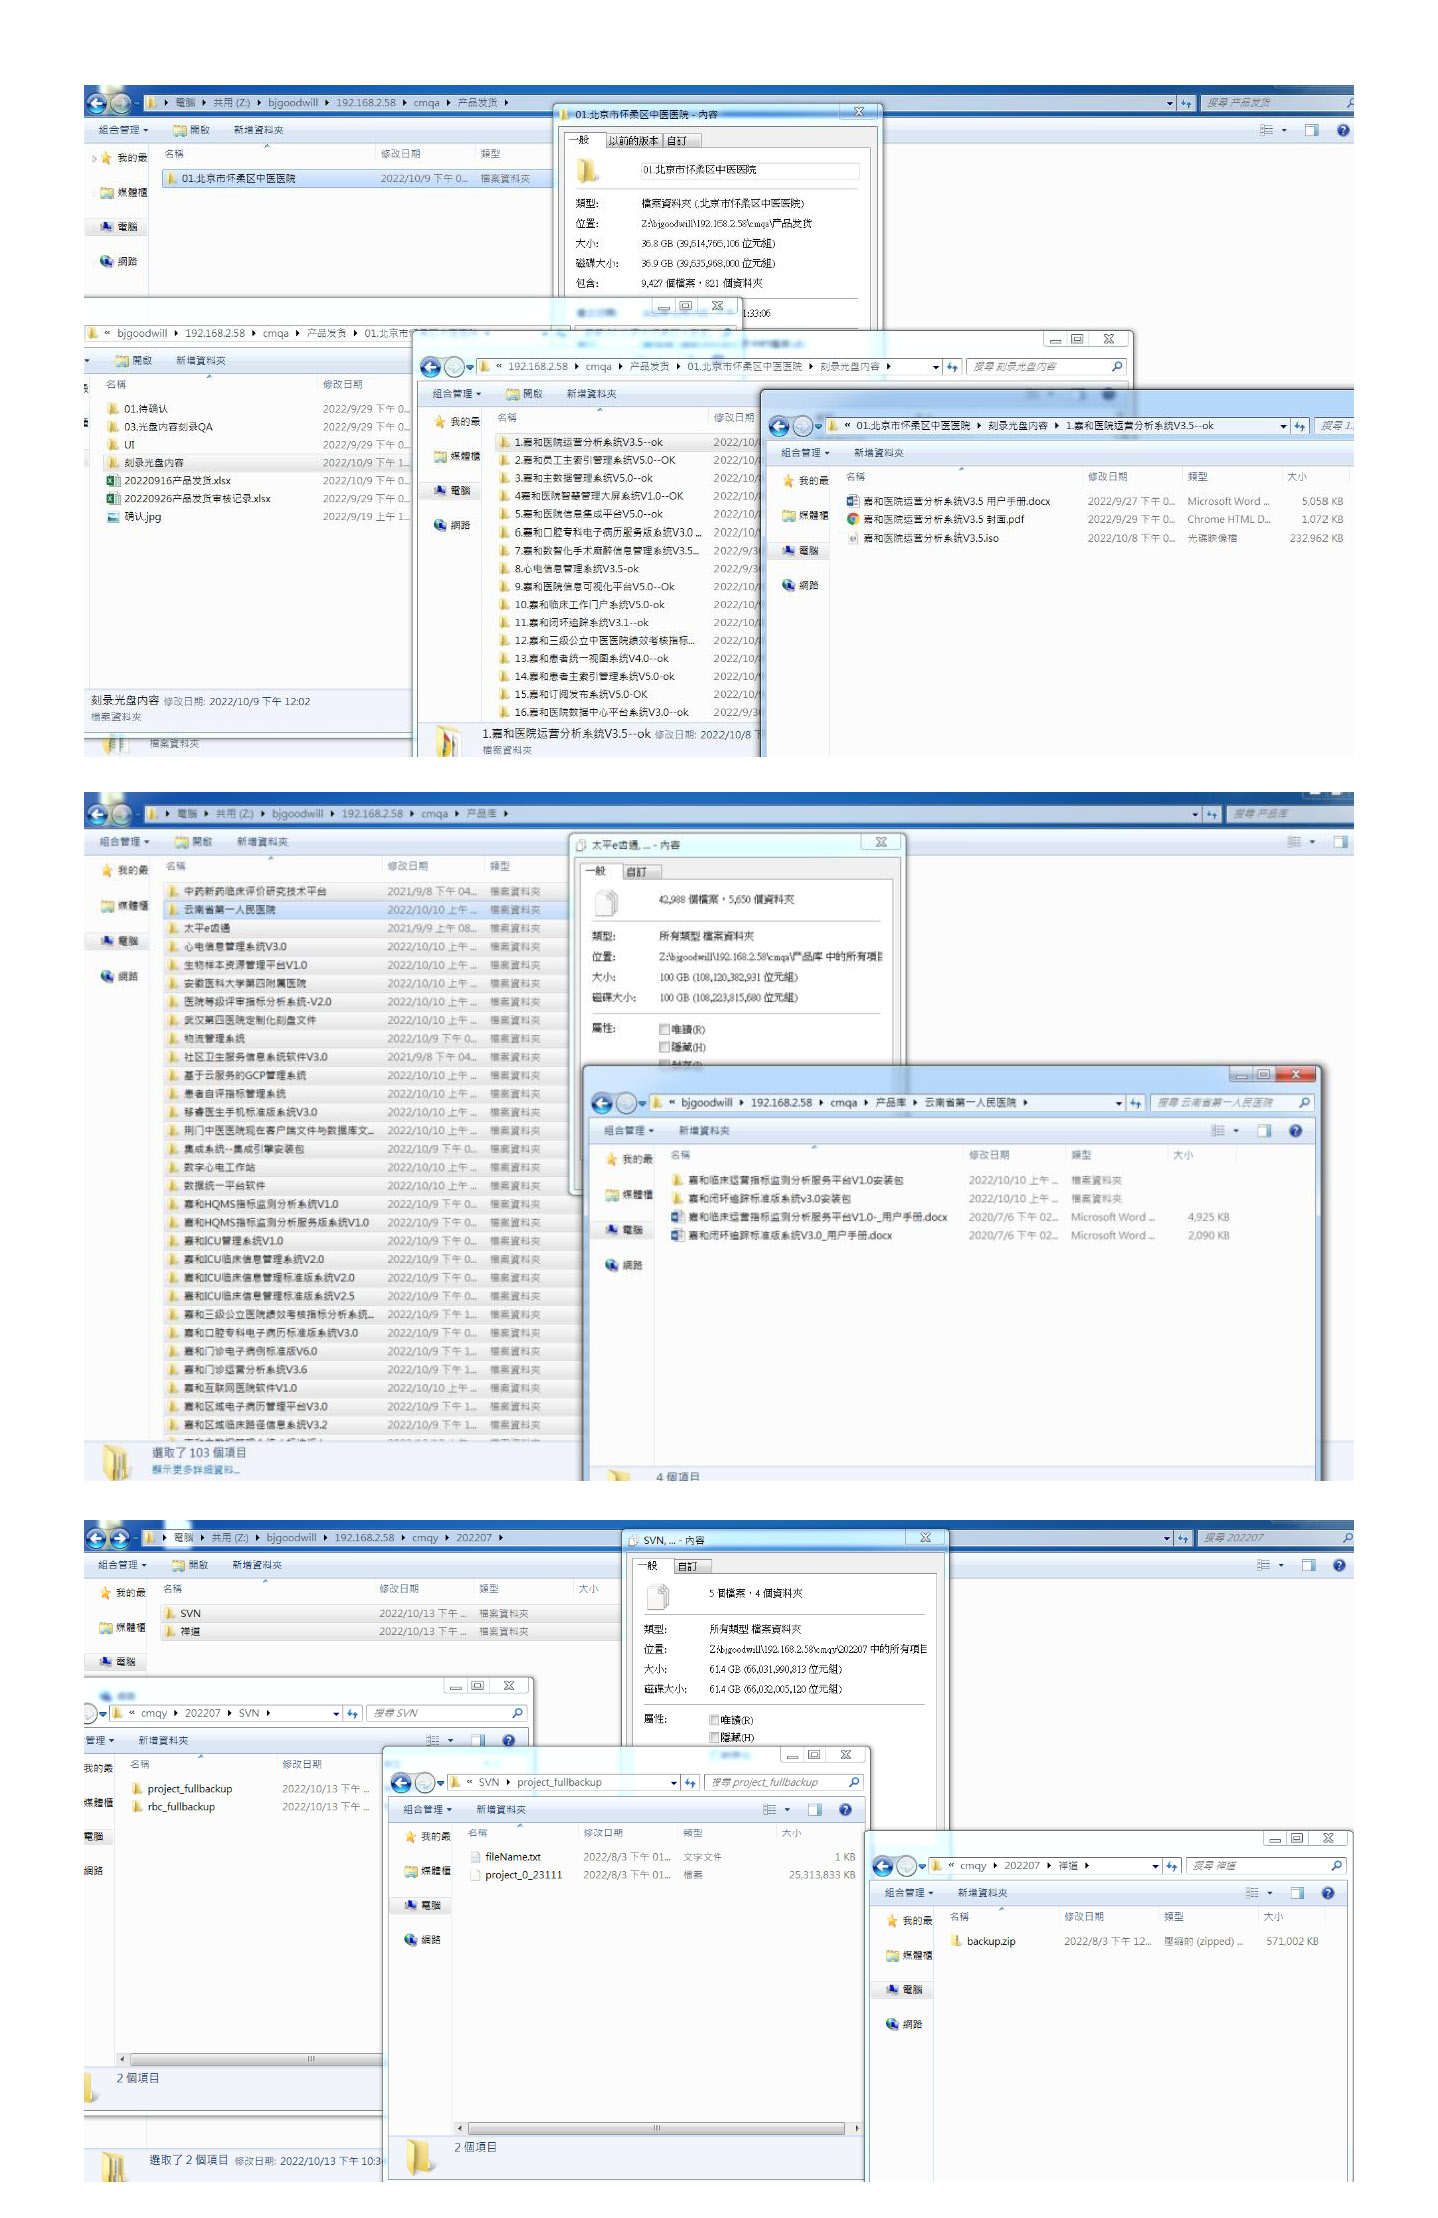 電腦 ▸ 共用 (Z:) ▸ bjgoodwill ▸ 192.168.2.58 ▸ cmqa ▸ 产品发货 ▸
搜尋 产品发货
組合管理 開啟 新增資料夾
我的最
媒體櫃
電腦
網路
名稱 修改日期 類型
01.北京市怀柔区中医医院 2022/10/9 下午 0... 檔案資料夾
01.北京市怀柔区中医医院 - 內容
一般 以前的版本 自訂
01.北京市怀柔区中医医院
類型: 檔案資料夾 (.北京市怀柔区中医医院)
位置: Z:\bjgoodwill\192.168.2.58\cmqa\产品发货
大小: 36.8 GB (39,614,766,106 位元組)
磁碟大小: 36.9 GB (39,635,968,000 位元組)
包含: 9,427 個檔案，821 個資料夾
1:33:06
« bjgoodwill ▸ 192.168.2.58 ▸ cmqa ▸ 产品发货 ▸ 01.北京市
開啟 新增資料夾
名稱 修改日期
01.待确认 2022/9/29 下午 0...
03.光盘内容刻录QA 2022/9/29 下午 0...
UI 2022/9/29 下午 0...
刻录光盘内容 2022/10/9 下午 1...
20220916产品发货.xlsx 2022/10/9 下午 0...
20220926产品发货审核记录.xlsx 2022/9/29 下午 0...
确认.jpg 2022/9/19 上午 1...
刻录光盘内容 修改日期: 2022/10/9 下午 12:02
檔案資料夾
檔案資料夾
« 192.168.2.58 ▸ cmqa ▸ 产品发货 ▸ 01.北京市怀柔区中医医院 ▸ 刻录光盘内容 ▸
搜尋 刻录光盘内容
組合管理 開啟 新增資料夾
我的最
媒體櫃
電腦
網路
名稱 修改日期
1.嘉和医院运营分析系统V3.5--ok 2022/10/
2.嘉和员工主索引管理系统V5.0--OK 2022/10/
3.嘉和主数据管理系统V5.0--ok 2022/10/
4嘉和医院智慧管理大屏系统V1.0--OK 2022/10/
5.嘉和医院信息集成平台V5.0--ok 2022/10/
6.嘉和口腔专科电子病历服务版系统V3.0 ... 2022/10/
7.嘉和数智化手术麻醉信息管理系统V3.5... 2022/9/3
8.心电信息管理系统V3.5-ok 2022/9/3
9.嘉和医院信息可视化平台V5.0--Ok 2022/10/
10.嘉和临床工作门户系统V5.0-ok 2022/10/
11.嘉和闭环追踪系统V3.1--ok 2022/10/
12.嘉和三级公立中医医院绩效考核指标... 2022/10/
13.嘉和患者统一视图系统V4.0--ok 2022/10/
14.嘉和患者主索引管理系统V5.0-ok 2022/10/
15.嘉和订阅发布系统V5.0-OK 2022/10/
16.嘉和医院数据中心平台系统V3.0--ok 2022/9/3
1.嘉和医院运营分析系统V3.5--ok 修改日期: 2022/10/8 下
檔案資料夾
« 01.北京市怀柔区中医医院 ▸ 刻录光盘内容 ▸ 1.嘉和医院运营分析系统V3.5--ok
搜尋 1.
組合管理 新增資料夾
我的最
媒體櫃
電腦
網路
名稱 修改日期 類型 大小
嘉和医院运营分析系统V3.5 用户手册.docx 2022/9/27 下午 0... Microsoft Word ... 5,058 KB
嘉和医院运营分析系统V3.5 封面.pdf 2022/9/29 下午 0... Chrome HTML D... 1,072 KB
嘉和医院运营分析系统V3.5.iso 2022/10/8 下午 0... 光碟映像檔 232,962 KB
電腦 ▸ 共用 (Z:) ▸ bjgoodwill ▸ 192.168.2.58 ▸ cmqa ▸ 产品库 ▸
搜尋 产品库
組合管理 開啟 新增資料夾
我的最
媒體櫃
電腦
網路
名稱 修改日期 類型
中药新药临床评价研究技术平台 2021/9/8 下午 04... 檔案資料夾
云南省第一人民医院 2022/10/10 上午 ... 檔案資料夾
太平e卤通 2021/9/9 上午 08... 檔案資料夾
心电信息管理系统V3.0 2022/10/10 上午 ... 檔案資料夾
生物样本资源管理平台V1.0 2022/10/10 上午 ... 檔案資料夾
安徽医科大学第四附属医院 2022/10/10 上午 ... 檔案資料夾
医院等级评审指标分析系统-V2.0 2022/10/10 上午 ... 檔案資料夾
武汉第四医院定制化刻盘文件 2022/10/10 上午 ... 檔案資料夾
物流管理系统 2022/10/9 下午 0... 檔案資料夾
社区卫生服务信息系统软件V3.0 2021/9/8 下午 04... 檔案資料夾
基于云服务的GCP管理系统 2022/10/10 上午 ... 檔案資料夾
患者自评指标管理系统 2022/10/10 上午 ... 檔案資料夾
移睿医生手机标准版系统V3.0 2022/10/10 上午 ... 檔案資料夾
荆门中医医院现在客户端文件与数据库文... 2022/10/10 上午 ... 檔案資料夾
集成系统--集成引擎安装包 2022/10/9 下午 0... 檔案資料夾
数字心电工作站 2022/10/10 上午 ... 檔案資料夾
数据统一平台软件 2022/10/10 上午 ... 檔案資料夾
嘉和HQMS指标监测分析系统V1.0 2022/10/9 下午 0... 檔案資料夾
嘉和HQMS指标监测分析服务版系统V1.0 2022/10/9 下午 0... 檔案資料夾
嘉和ICU管理系统V1.0 2022/10/9 下午 0... 檔案資料夾
嘉和ICU临床信息管理系统V2.0 2022/10/9 下午 0... 檔案資料夾
嘉和ICU临床信息管理标准版系统V2.0 2022/10/9 下午 0... 檔案資料夾
嘉和ICU临床信息管理标准版系统V2.5 2022/10/9 下午 0... 檔案資料夾
嘉和三级公立医院绩效考核指标分析系统... 2022/10/9 下午 1... 檔案資料夾
嘉和口腔专科电子病历标准版系统V3.0 2022/10/9 下午 0... 檔案資料夾
嘉和门诊电子病例标准版V6.0 2022/10/9 下午 1... 檔案資料夾
嘉和门诊运营分析系统V3.6 2022/10/9 下午 1... 檔案資料夾
嘉和互联网医院软件V1.0 2022/10/10 上午 ... 檔案資料夾
嘉和区域电子病历管理平台V3.0 2022/10/9 下午 1... 檔案資料夾
嘉和区域临床路径信息系统V3.2 2022/10/9 下午 1... 檔案資料夾
選取了 103 個項目
顯示更多詳細資料...
太平e卤通, ... - 內容
一般 自訂
42,988 個檔案，5,650 個資料夾
類型: 所有類型 檔案資料夾
位置: Z:\bjgoodwill\192.168.2.58\cmqa\产品库 中的所有項目
大小: 100 GB (108,120,382,931 位元組)
磁碟大小: 100 GB (108,223,815,680 位元組)
屬性: 唯讀(R)
隱藏(H)
« bjgoodwill ▸ 192.168.2.58 ▸ cmqa ▸ 产品库 ▸ 云南省第一人民医院 ▸
搜尋 云南省第一人民医院
組合管理 新增資料夾
我的最
媒體櫃
電腦
網路
名稱 修改日期 類型 大小
嘉和临床运营指标监测分析服务平台V1.0安装包 2022/10/10 上午 ... 檔案資料夾
嘉和闭环追踪标准版系统v3.0安装包 2022/10/10 上午 ... 檔案資料夾
嘉和临床运营指标监测分析服务平台V1.0-_用户手册.docx 2020/7/6 下午 02... Microsoft Word ... 4,925 KB
嘉和闭环追踪标准版系统V3.0_用户手册.docx 2020/7/6 下午 02... Microsoft Word ... 2,090 KB
4 個項目
電腦 ▸ 共用 (Z:) ▸ bjgoodwill ▸ 192.168.2.58 ▸ cmqy ▸ 202207 ▸
搜尋 202207
組合管理 開啟 新增資料夾
我的最
媒體櫃
電腦
名稱 修改日期 類型 大小
SVN 2022/10/13 下午 ... 檔案資料夾
禅道 2022/10/13 下午 ... 檔案資料夾
SVN, ... - 內容
一般 自訂
5 個檔案，4 個資料夾
類型: 所有類型 檔案資料夾
位置: Z:\bjgoodwill\192.168.2.58\cmqy\202207 中的所有項目
大小: 61.4 GB (66,031,990,813 位元組)
磁碟大小: 61.4 GB (66,032,005,120 位元組)
屬性: 唯讀(R)
隱藏(H)
« cmqy ▸ 202207 ▸ SVN ▸
搜尋 SVN
管理 新增資料夾
我的最
媒體櫃
電腦
網路
名稱 修改日期
project_fullbackup 2022/10/13 下午 ...
rbc_fullbackup 2022/10/13 下午 ...
2 個項目
選取了 2 個項目 修改日期: 2022/10/13 下午 10:3
« SVN ▸ project_fullbackup
搜尋 project_fullbackup
組合管理 新增資料夾
我的最
媒體櫃
電腦
網路
名稱 修改日期 類型 大小
fileName.txt 2022/8/3 下午 01... 文字文件 1 KB
project_0_23111 2022/8/3 下午 01... 檔案 25,313,833 KB
2 個項目
« cmqy ▸ 202207 ▸ 禅道 ▸
搜尋 禅道
組合管理 新增資料夾
我的最
媒體櫃
電腦
網路
名稱 修改日期 類型 大小
backup.zip 2022/8/3 下午 12... 壓縮的 (zipped) ... 571,002 KB